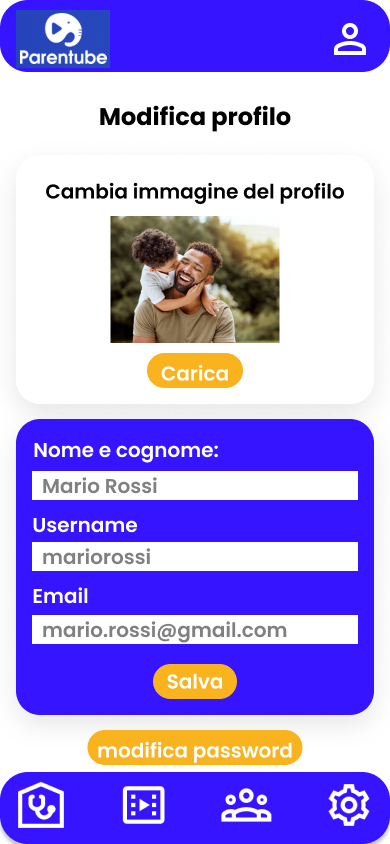 Parentube
Modifica profilo
Cambia immagine del profilo
Carica
Nome e cognome:
Mario Rossi
Username
mariorossi
Email
mario.rossi@gmail.com
Salva
modifica password